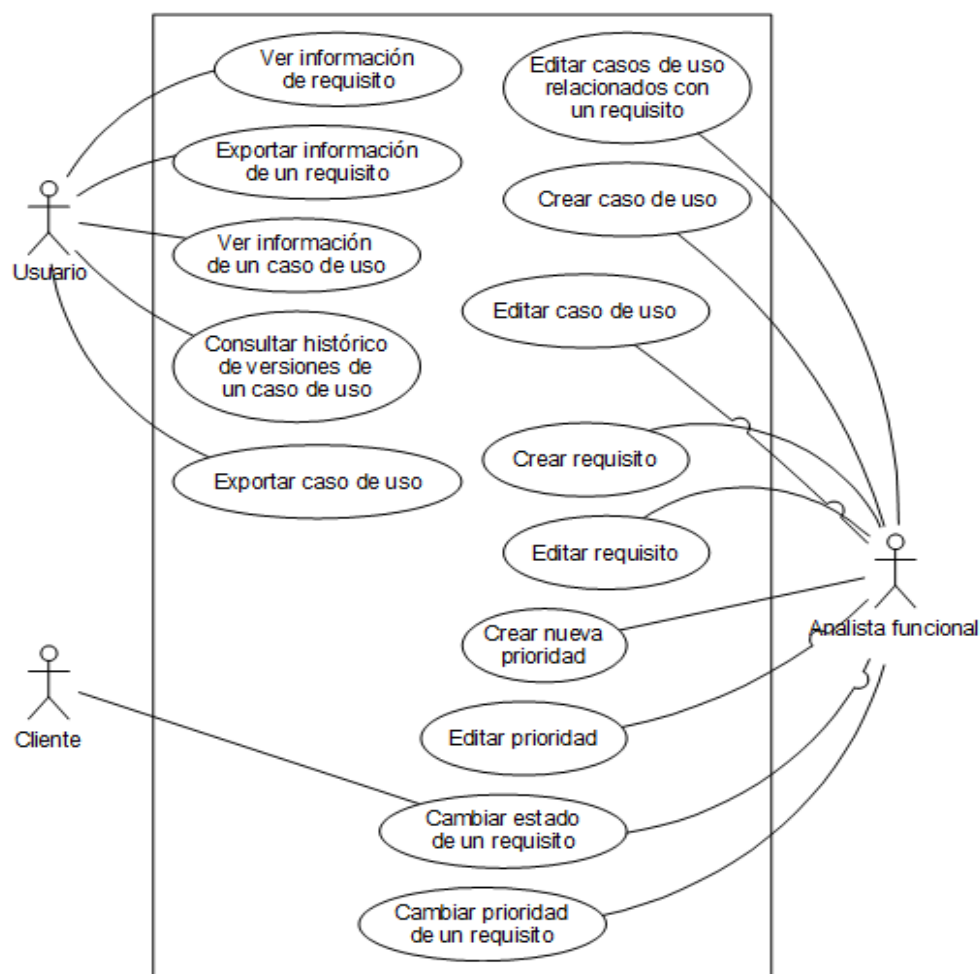 Ver información
de requisito
Exportar información
de un requisito
Ver información
de un caso de uso
Consultar histórico
de versiones de
un caso de uso
Exportar caso de uso
Usuario
Cliente
Editar casos de uso
relacionados con
un requisito
Crear caso de uso
Editar caso de uso
Crear requisito
Editar requisito
Crear nueva
prioridad
Editar prioridad
Cambiar estado
de un requisito
Cambiar prioridad
de un requisito
Analista funcional